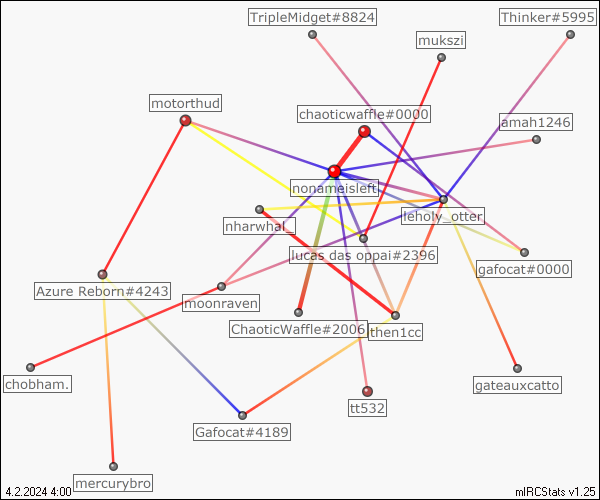 TripleMidget#8824
Thinker#5995
mukszi
motorthud
chaoticwaffle#0000
amah1246
nonameisleft.
leholy_otter
nharwhal_
lucas das oppai#2396
gafocat#0000
Azure Reborn#4243
moonraven
ChaoticWaffle#2006
then1cc
chobham.
gateauxcatto
tt532
Gafocat#4189
mercurybro
4.2.2024 4:00
mIRCStats v1.25